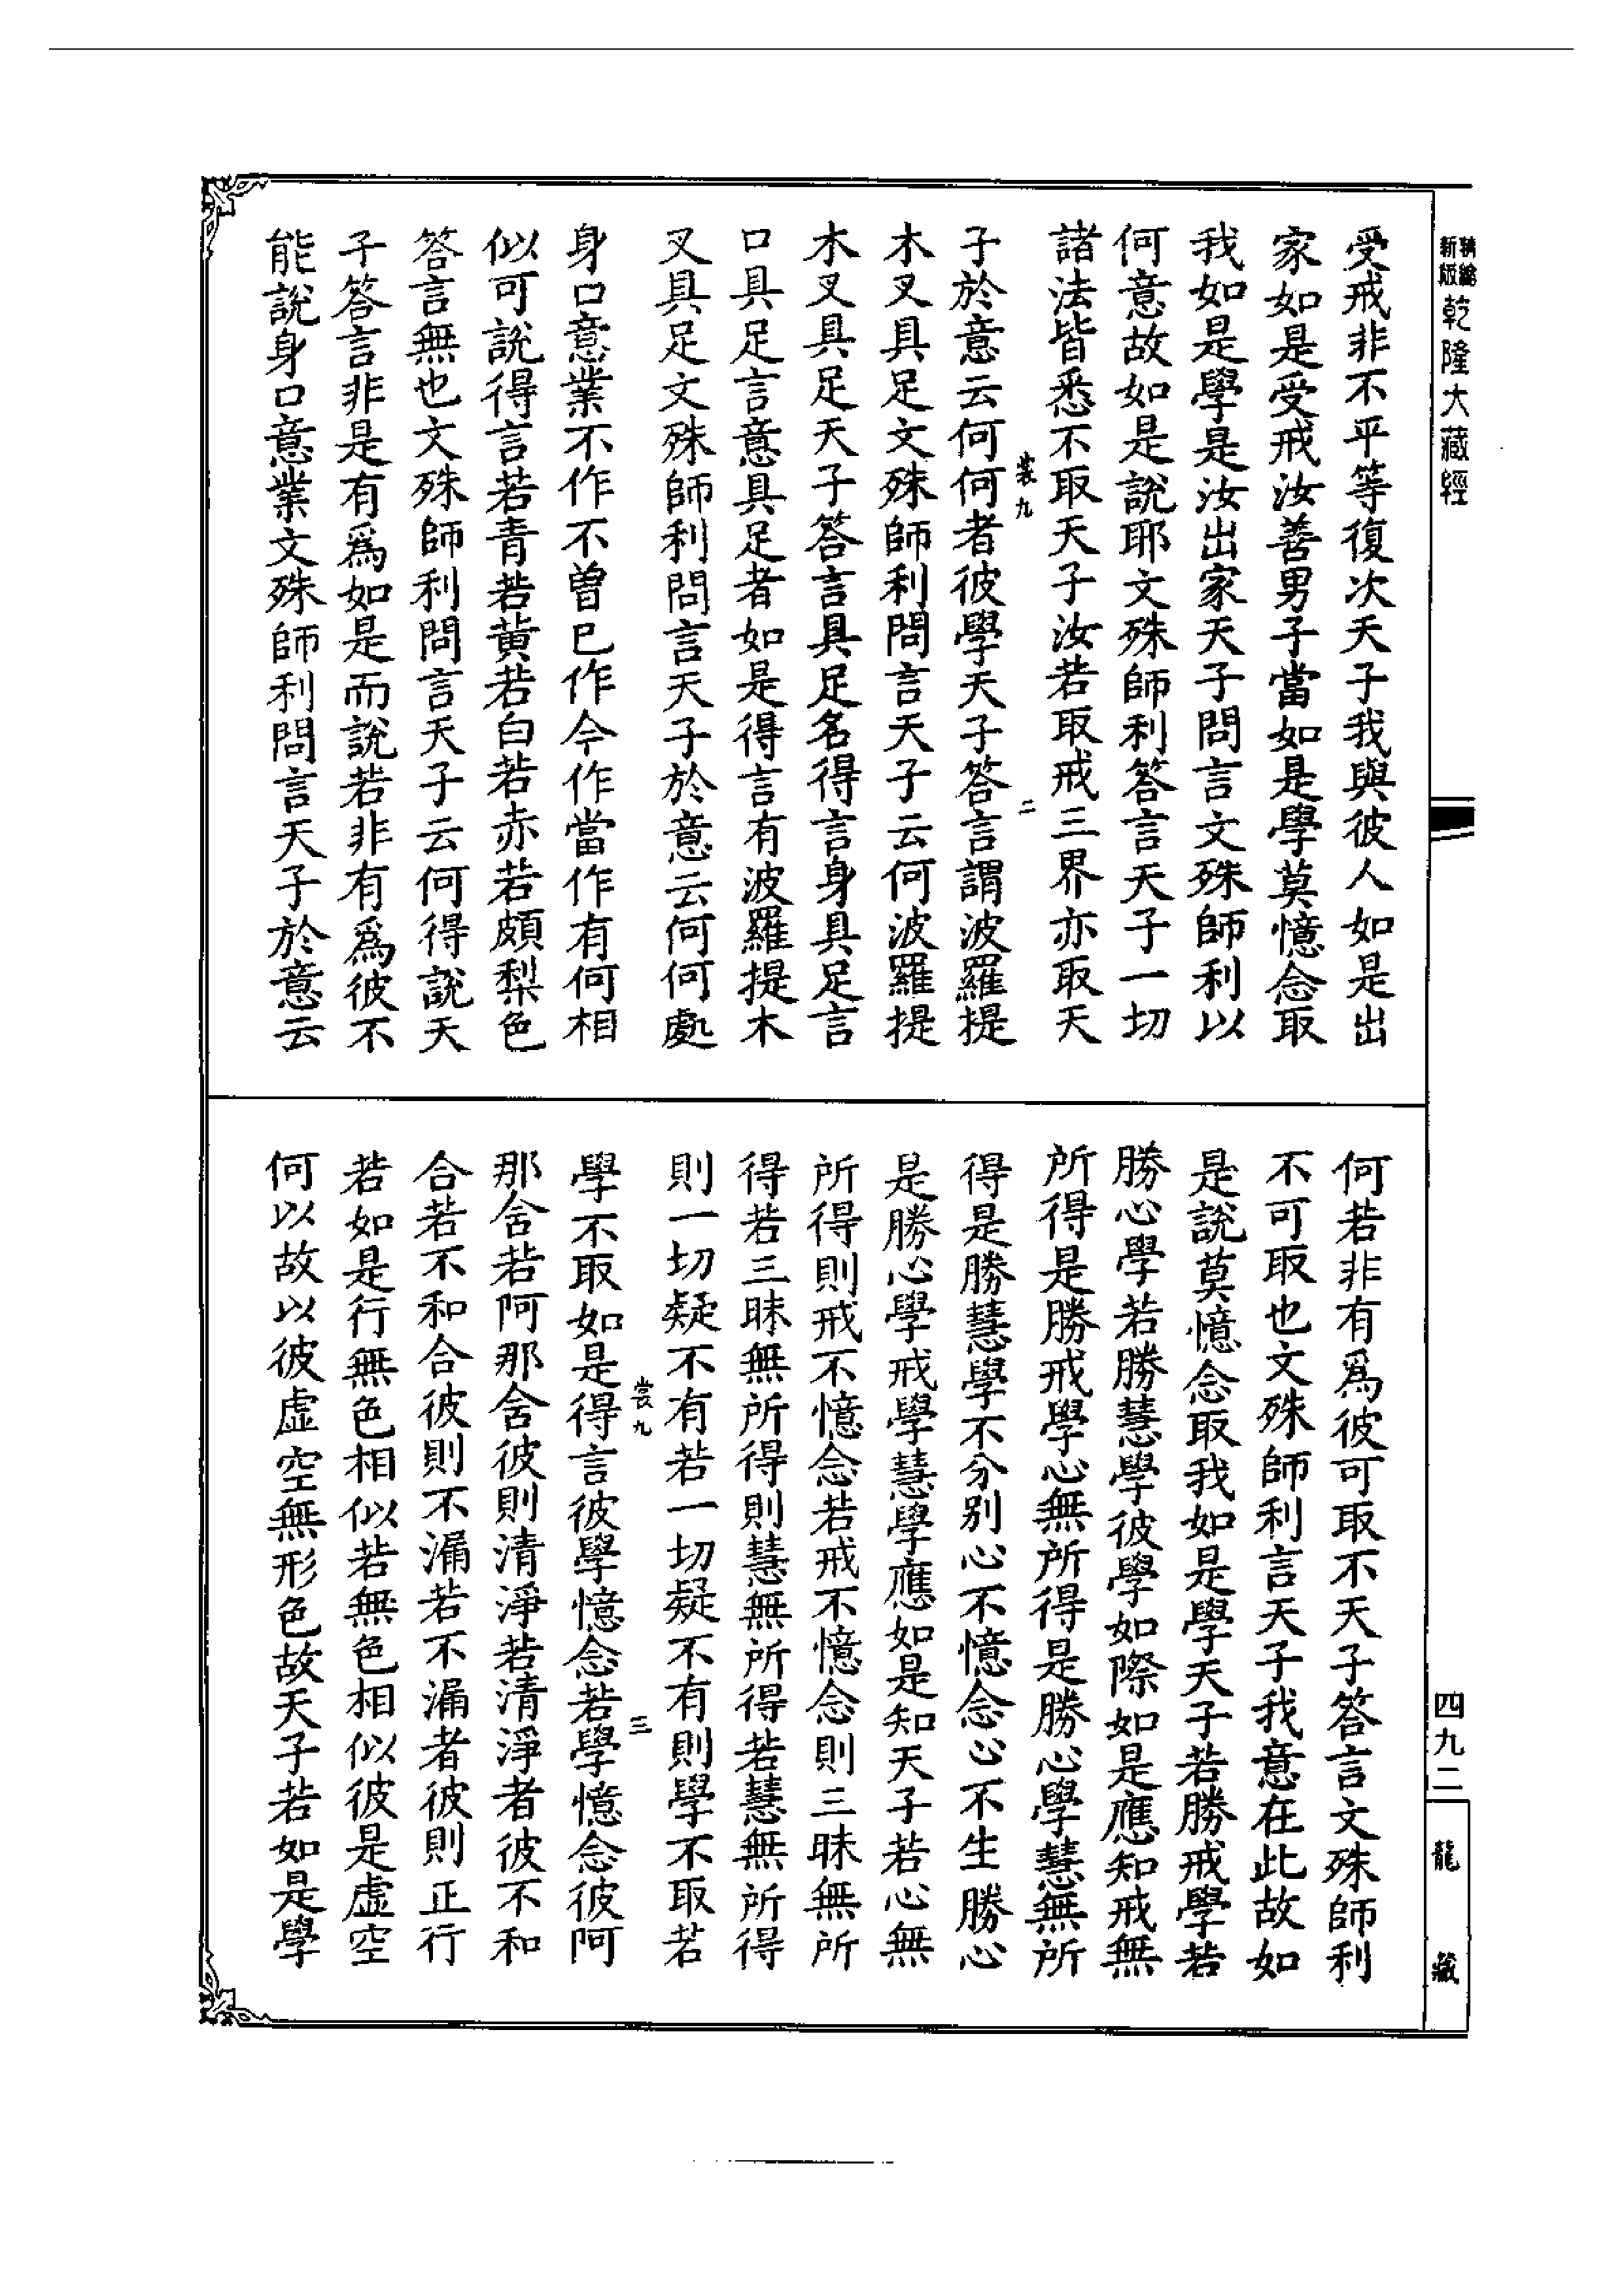 精縮
新版
乾隆大藏經
受戒非不平等復次天子我與彼人如是出
家如是受戒汝善男子當如是學莫憶念取
我如是學是汝出家天子問言文殊師利以
何意故如是說耶文殊師利答言天子一切
諸法皆悉不取天子汝若取戒三界亦取天
裳九 二
子於意云何何者彼學天子答言謂波羅提
木叉具足文殊師利問言天子云何波羅提
木叉具足天子答言具足名得言身具足言
口具足言意具足者如是得言有波羅提木
叉具足文殊師利問言天子於意云何何處
身口意業不作不曾已作今作當作有何相
似可說得言若青若黃若白若赤若頗梨色
答言無也文殊師利問言天子云何得說天
子答言非是有爲如是而說若非有爲彼不
能說身口意業文殊師利問言天子於意云
何若非有爲彼可取不天子答言文殊師利
不可取也文殊師利言天子我意在此故如
是說莫憶念取我如是學天子若勝戒學若
勝心學若勝慧學彼學如際如是應知戒無
所得是勝戒學心無所得是勝心學慧無所
得是勝慧學不分別心不憶念心不生勝心
是勝心學戒學慧學應如是知天子若心無
所得則戒不憶念若戒不憶念則三昧無所
得若三昧無所得則慧無所得若慧無所得
則一切疑不有若一切疑不有則學不取若
裳九 三
學不取如是得言彼學憶念若學憶念彼阿
那舍若阿那舍彼則清淨若清淨者彼不和
合若不和合彼則不漏若不漏者彼則正行
若如是行無色相似若無色相似彼是虛空
何以故以彼虛空無形色故天子若如是學
四九二
龍藏